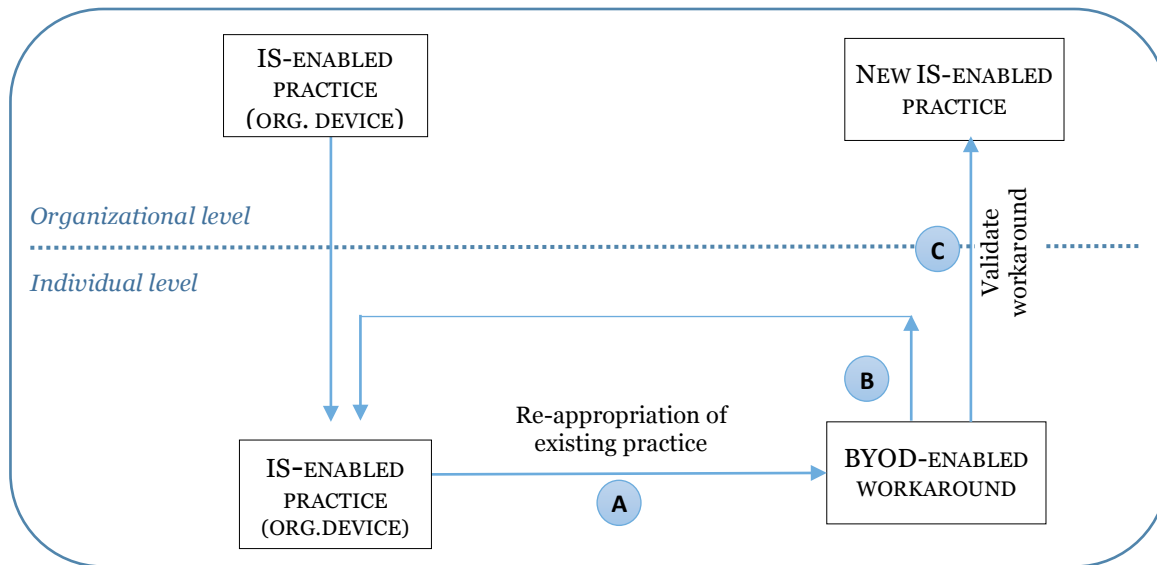 IS-ENABLED
PRACTICE
(ORG. DEVICE)
NEW IS-ENABLED
PRACTICE
Organizational level
Individual level
C
Validate
workaround
B
Re-appropriation of
existing practice
A
IS-ENABLED
PRACTICE
(ORG.DEVICE)
BYOD-ENABLED
WORKAROUND